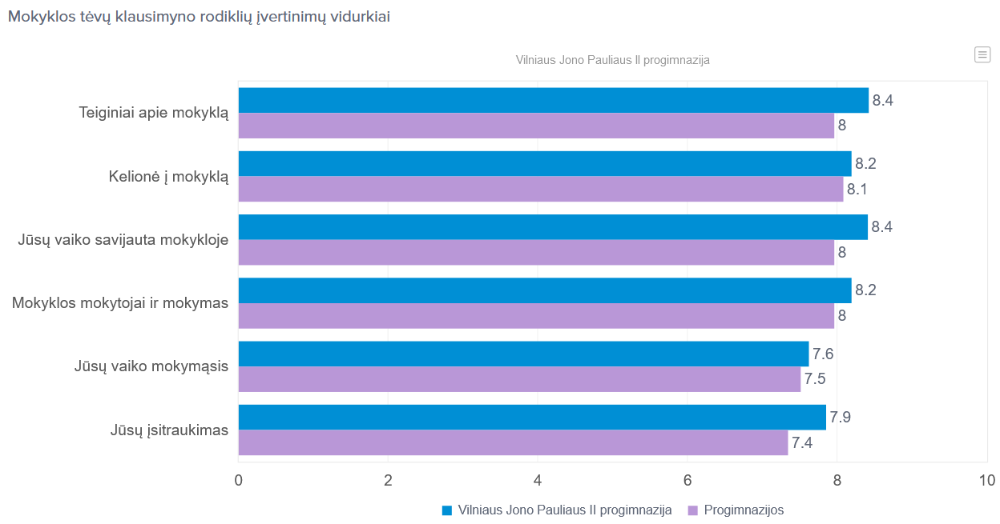 Mokyklos tėvų klausimyno rodiklių įvertinimų vidurkiai
Vilniaus Jono Pauliaus II progimnazija
Teiginiai apie mokyklą
8.4
8
Kelionė į mokyklą
8.2
8.1
Jūsų vaiko savijauta mokykloje
8.4
8
Mokyklos mokytojai ir mokymas
8.2
8
Jūsų vaiko mokymąsis
7.6
7.5
Jūsų įsitraukimas
7.9
7.4
0 2 4 6 8 10
Vilniaus Jono Pauliaus II progimnazija Progimnazijos